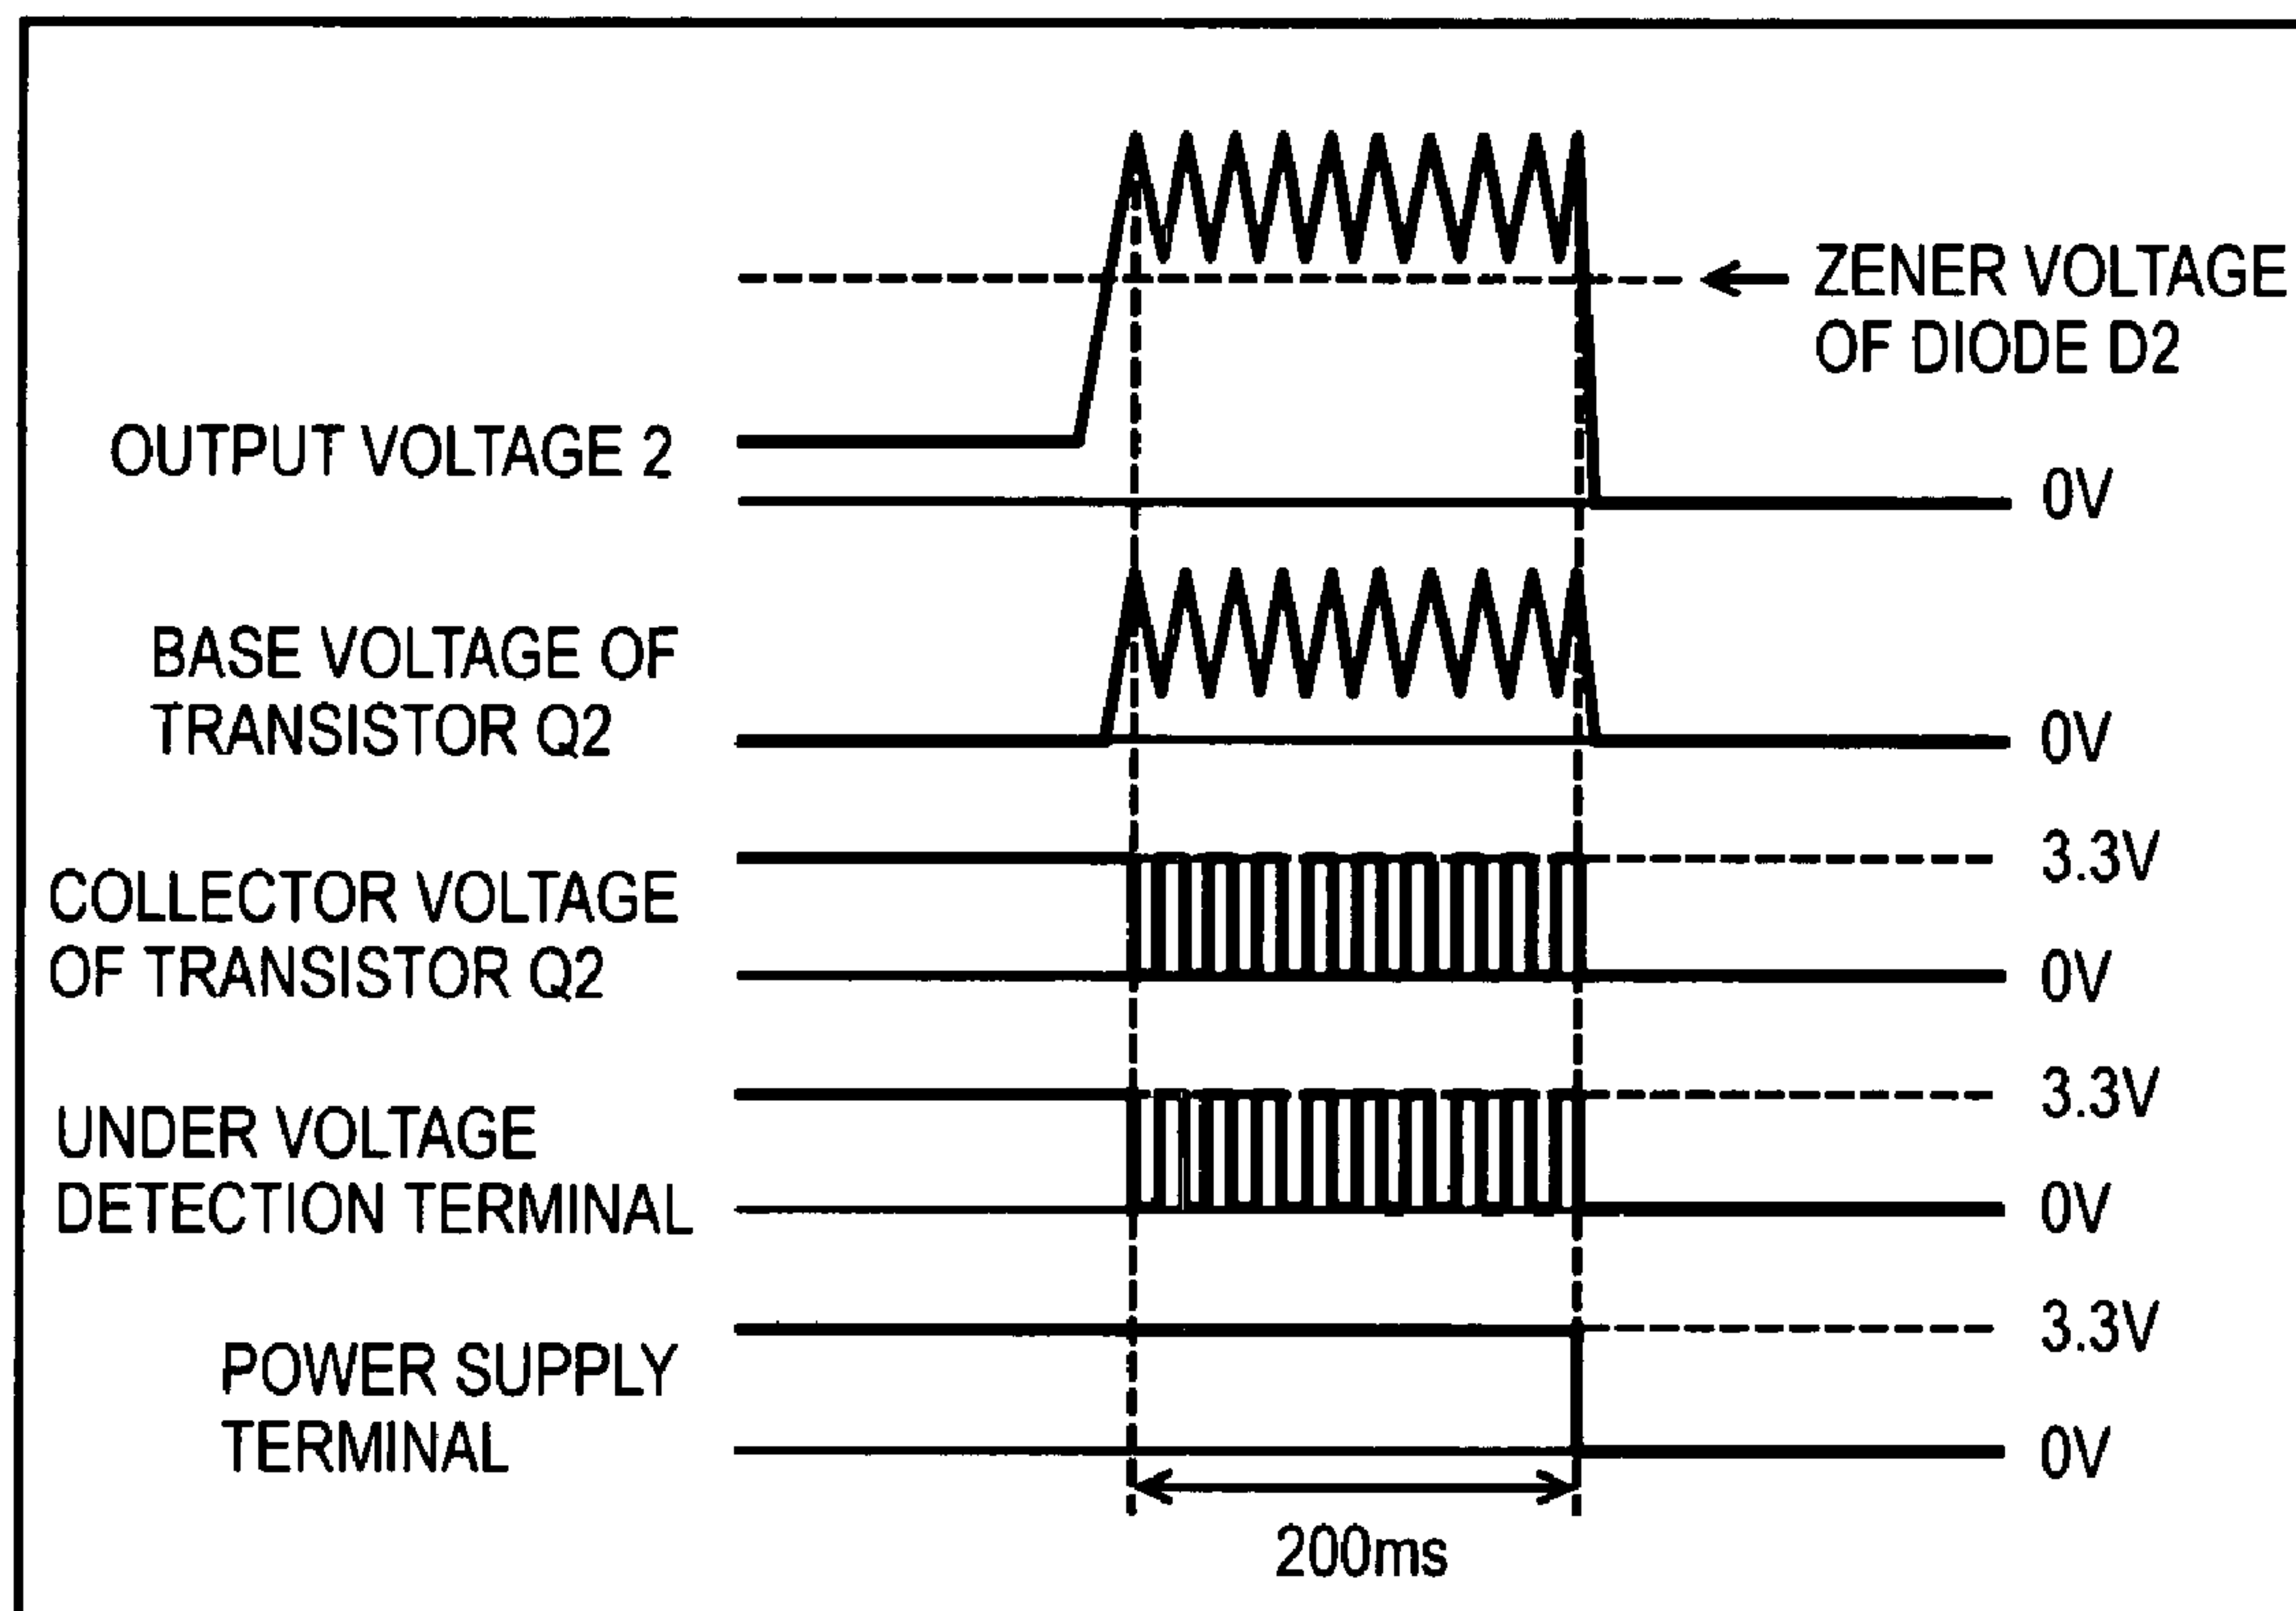 ZENER VOLTAGE
OF DIODE D2
OUTPUT VOLTAGE 2
0V
BASE VOLTAGE OF
TRANSISTOR Q2
0V
3.3V
COLLECTOR VOLTAGE
OF TRANSISTOR Q2
0V
3.3V
UNDER VOLTAGE
DETECTION TERMINAL
0V
3.3V
POWER SUPPLY
TERMINAL
0V
200ms